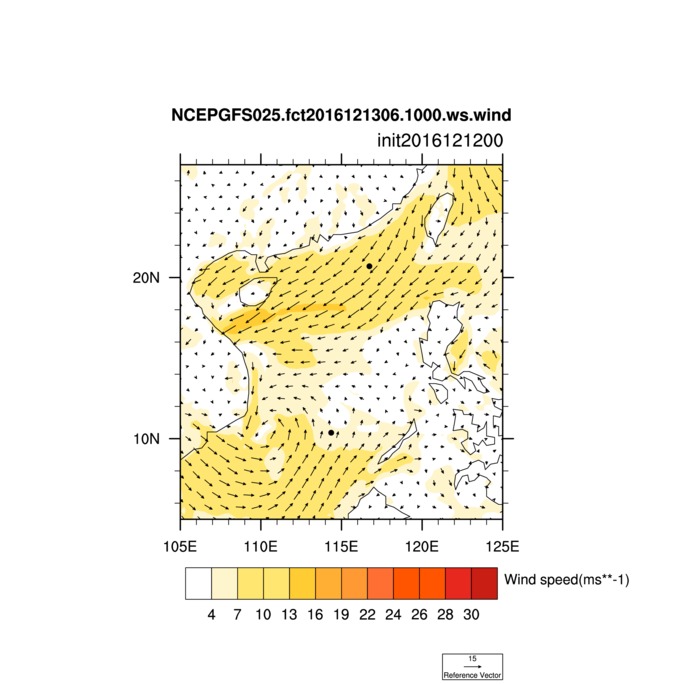 NCEPGFS025.fct2016121306.1000.ws.wind
init2016121200
20N
10N
105E 110E 115E 120E 125E
4 7 10 13 16 19 22 24 26 28 30
Wind speed(ms**-1)
15
Reference Vector